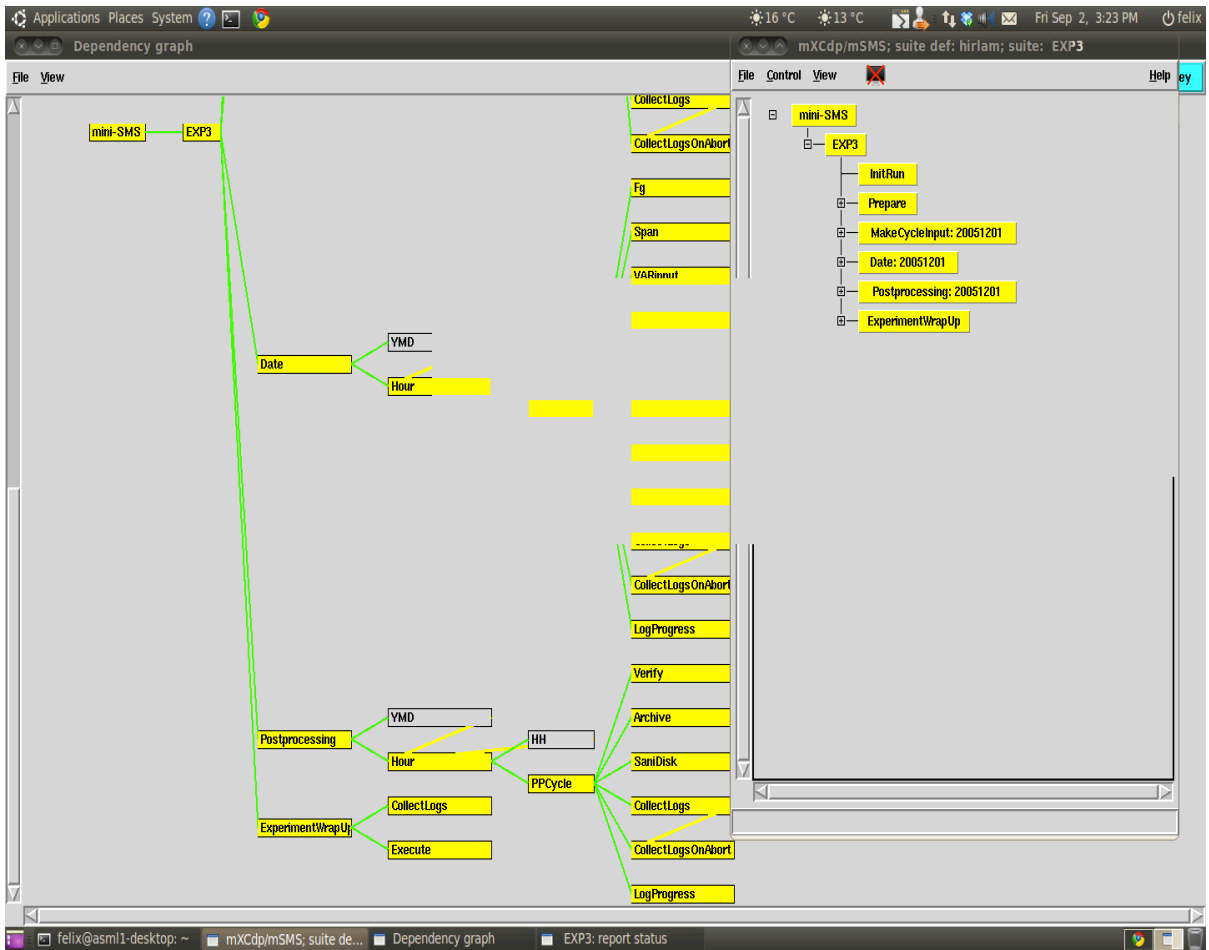 Applications Places System
16 °C 13 °C Fri Sep 2, 3:23 PM felix
Dependency graph
File View
mini-SMS
EXP3
Date
YMD
Hour
Postprocessing
YMD
Hour
HH
PPCycle
ExperimentWrapUp
CollectLogs
Execute
CollectLogs
CollectLogsOnAbort
Fg
Span
VARinput
CollectLogsOnAbort
LogProgress
Verify
Archive
SaniDisk
CollectLogs
CollectLogsOnAbort
LogProgress
mXCdp/mSMS; suite def: hirlam; suite: EXP3
File Control View Help
ey
mini-SMS
EXP3
InitRun
Prepare
MakeCycleInput: 20051201
Date: 20051201
Postprocessing: 20051201
ExperimentWrapUp
felix@asml1-desktop: ~
mXCdp/mSMS; suite de...
Dependency graph
EXP3: report status